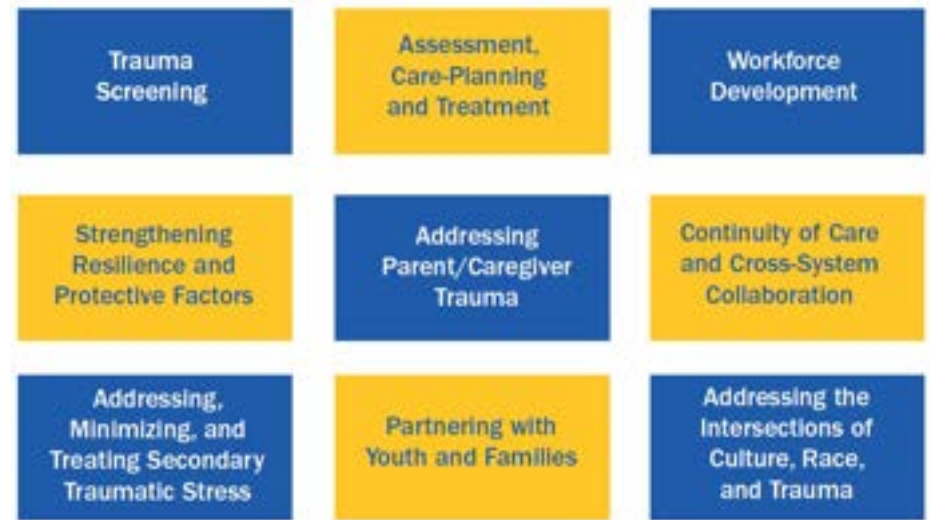 Trauma
Screening
Assessment,
Care-Planning
and Treatment
Workforce
Development
Strengthening
Resilience and
Protective Factors
Addressing
Parent/Caregiver
Trauma
Continuity of Care
and Cross-System
Collaboration
Addressing,
Minimizing, and
Treating Secondary
Traumatic Stress
Partnering with
Youth and Families
Addressing the
Intersections of
Culture, Race,
and Trauma